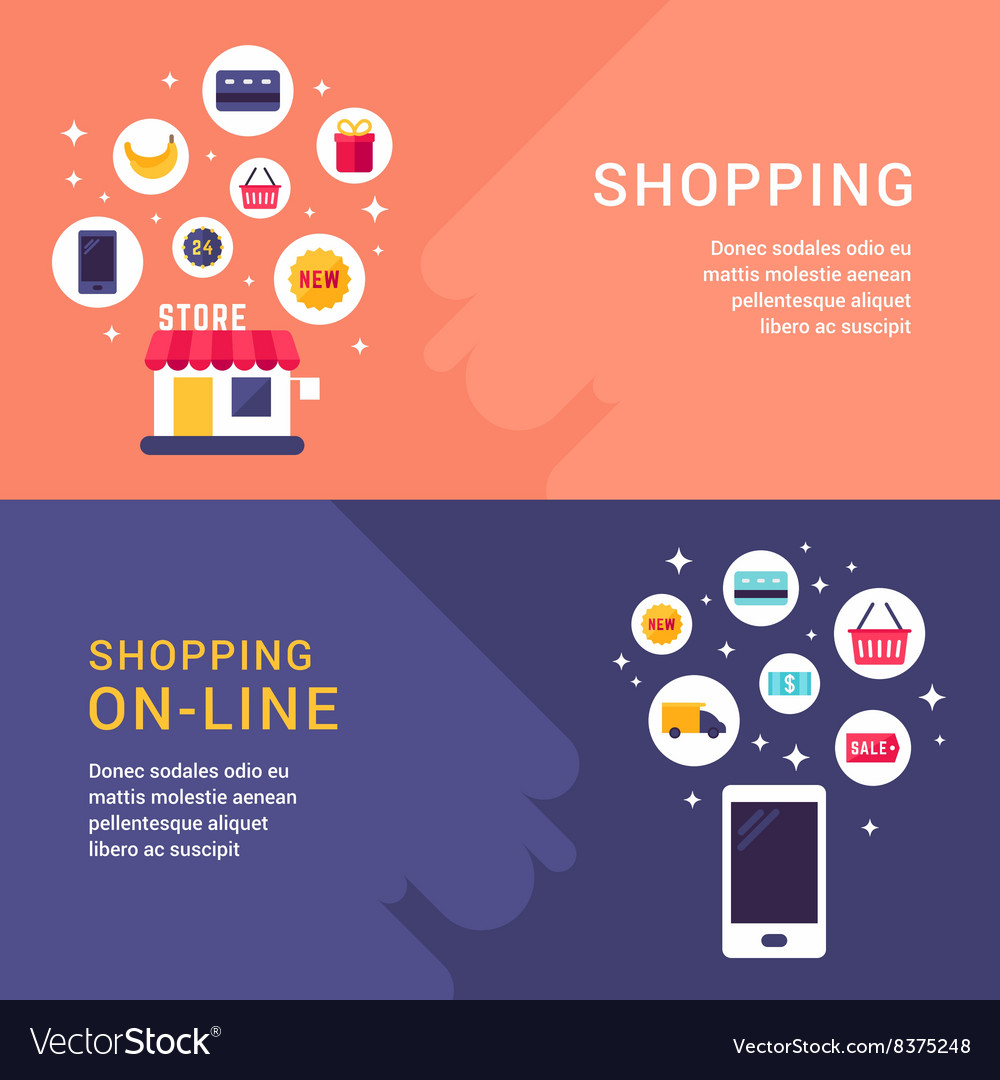 24
NEW
STORE
SHOPPING
Donec sodales odio eu
mattis molestie aenean
pellentesque aliquet
libero ac suscipit
SHOPPING
ON-LINE
Donec sodales odio eu
mattis molestie aenean
pellentesque aliquet
libero ac suscipit
NEW
$
SALE
VectorStock®
VectorStock.com/8375248